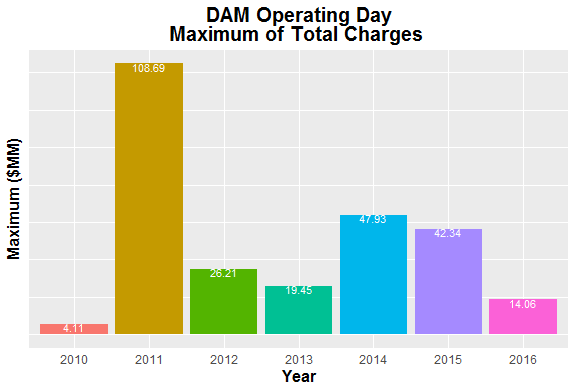 DAM Operating Day
Maximum of Total Charges
Maximum ($MM)
108.69
47.93
42.34
26.21
19.45
14.06
4.11
2010 2011 2012 2013 2014 2015 2016
Year